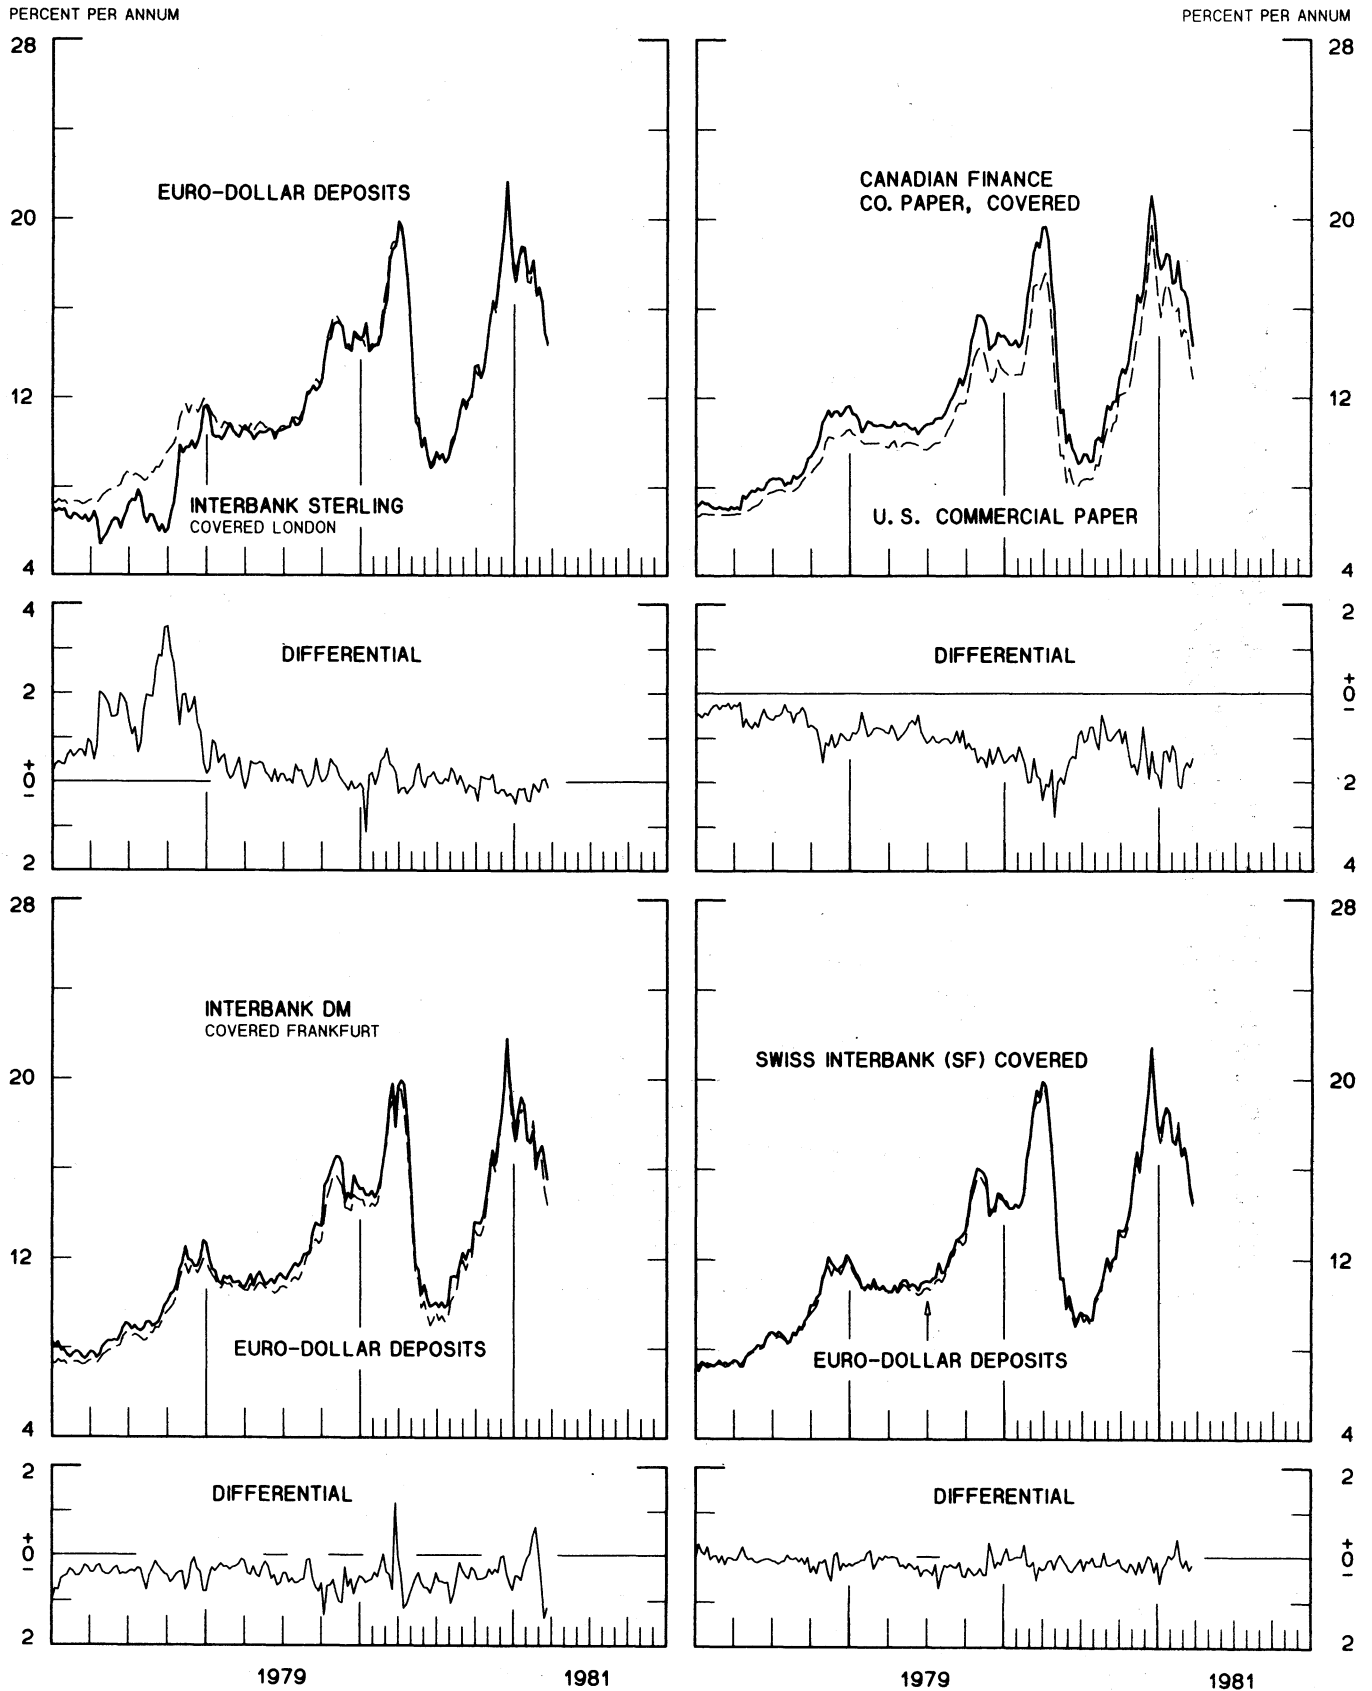 PERCENT PER ANNUM
PERCENT PER ANNUM
28
28
EURO-DOLLAR DEPOSITS
CANADIAN FINANCE
CO. PAPER, COVERED
20
20
12
12
INTERBANK STERLING
COVERED LONDON
U. S. COMMERCIAL PAPER
4
4
4
2
DIFFERENTIAL
DIFFERENTIAL
2
+
0
–
+
0
–
2
2
4
28
28
INTERBANK DM
COVERED FRANKFURT
SWISS INTERBANK (SF) COVERED
20
20
12
12
EURO-DOLLAR DEPOSITS
EURO-DOLLAR DEPOSITS
4
4
2
2
DIFFERENTIAL
DIFFERENTIAL
+
0
–
+
0
–
2
2
1979
1981
1979
1981